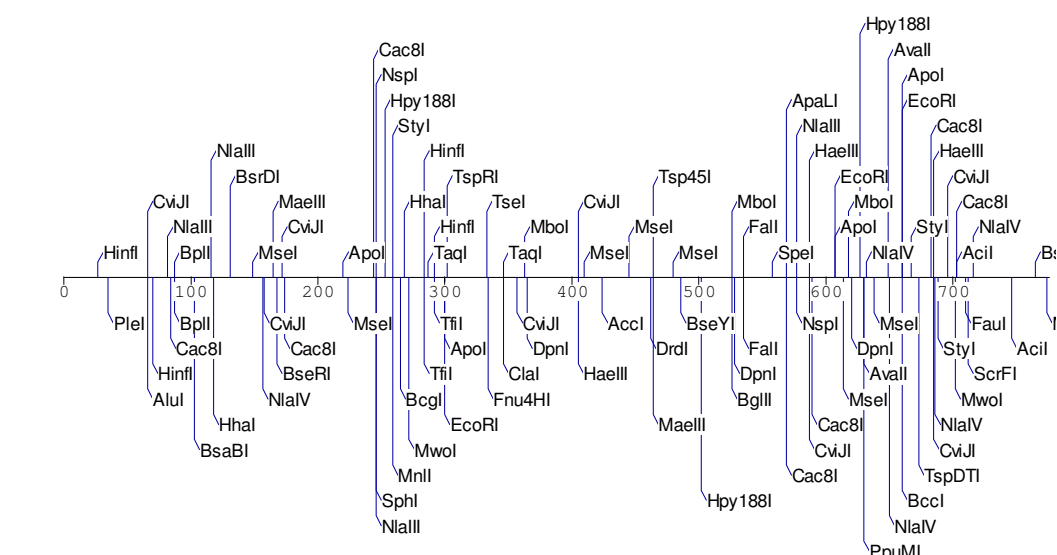 Hpy188I
Cac8I AvaII
NspI ApoI
Hpy188I ApaLI EcoRI
StyI NlaIII Cac8I
NlaIII HinfI HaeIII HaeIII
BsrDI TspRI TseI Tsp45I EcoRI CviJI
CviJI MaeIII HhaI CviJI MboI MboI Cac8I
NlaIII CviJI HinfI MboI MseI FalI ApoI StyI NlaIV
HinfI BplI MseI ApoI TaqI TaqI MseI MseI SpeI NlaIV AciI Bs
0 100 200 300 400 500 600 700
PleI BplI CviJI MseI TfiI CviJI AccI BseYI NspI MseI FauI
Cac8I Cac8I ApoI DpnI DrdI FalI DpnI StyI AciI
HinfI BseRI TfiI ClaI HaeIII DpnI AvaII ScrFI
AluI NlaIV BcgI Fnu4HI BglII MseI MwoI
HhaI EcoRI MaeIII Cac8I NlaIV
BsaBI MwoI CviJI CviJI
MnlI Cac8I TspDTI
SphI Hpy188I BccI
NlaIII NlaIV
PpuMI